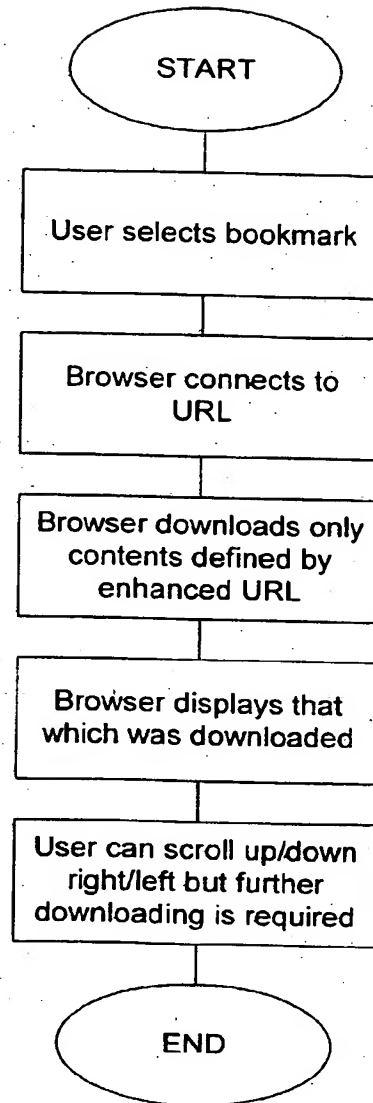 START
User selects bookmark
Browser connects to
URL
Browser downloads only
contents defined by
enhanced URL
Browser displays that
which was downloaded
User can scroll up/down
right/left but further
downloading is required
END